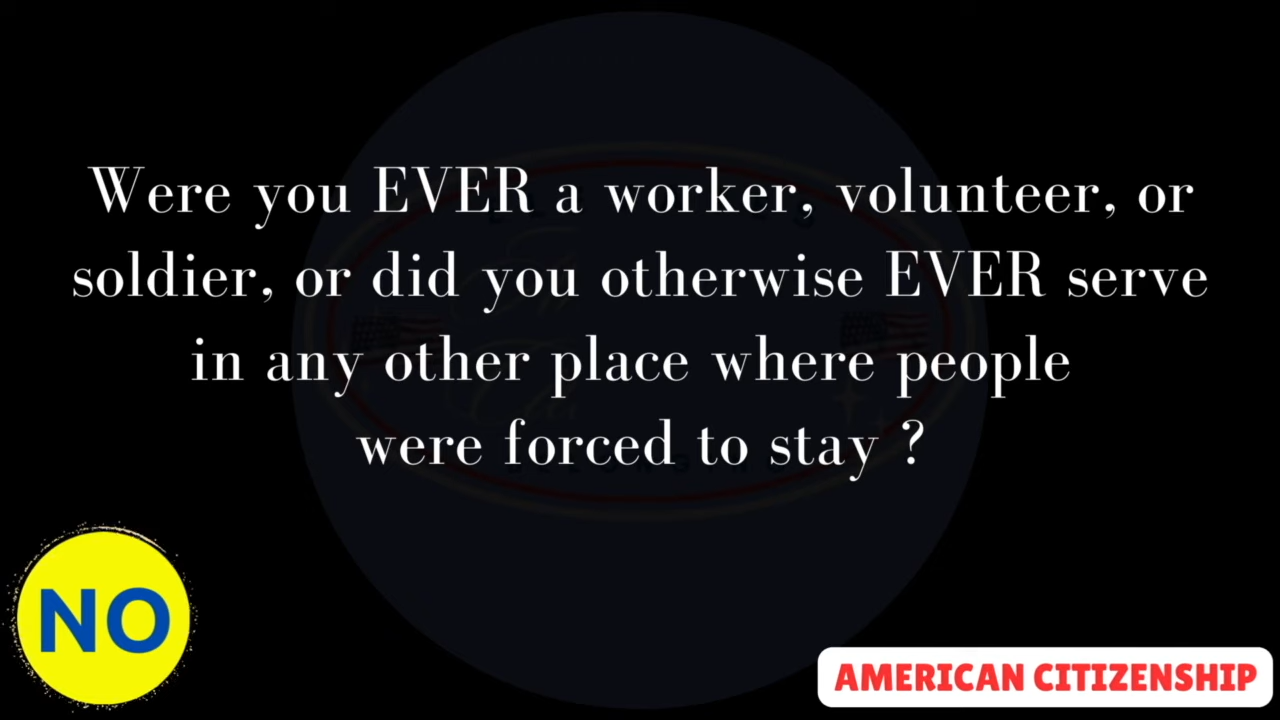 Were you EVER a worker, volunteer, or
soldier, or did you otherwise EVER serve
in any other place where people
were forced to stay ?
NO
AMERICAN CITIZENSHIP